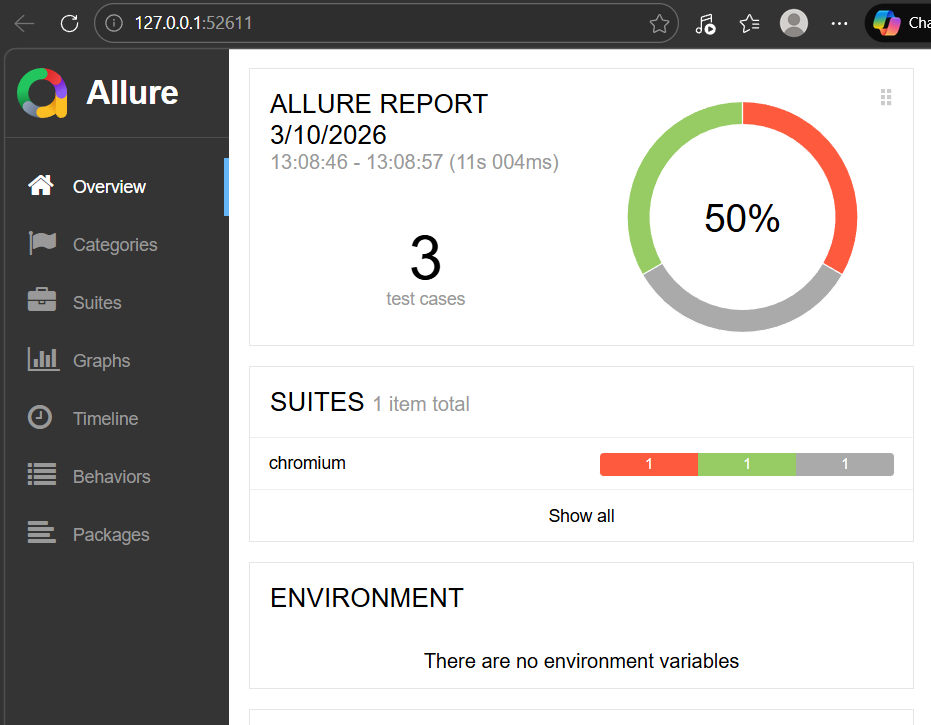 127.0.0.1:52611
Cha
Allure
Overview
Categories
Suites
Graphs
Timeline
Behaviors
Packages
ALLURE REPORT
3/10/2026
13:08:46 - 13:08:57 (11s 004ms)
3
test cases
50%
SUITES 1 item total
chromium 1 1 1
Show all
ENVIRONMENT
There are no environment variables